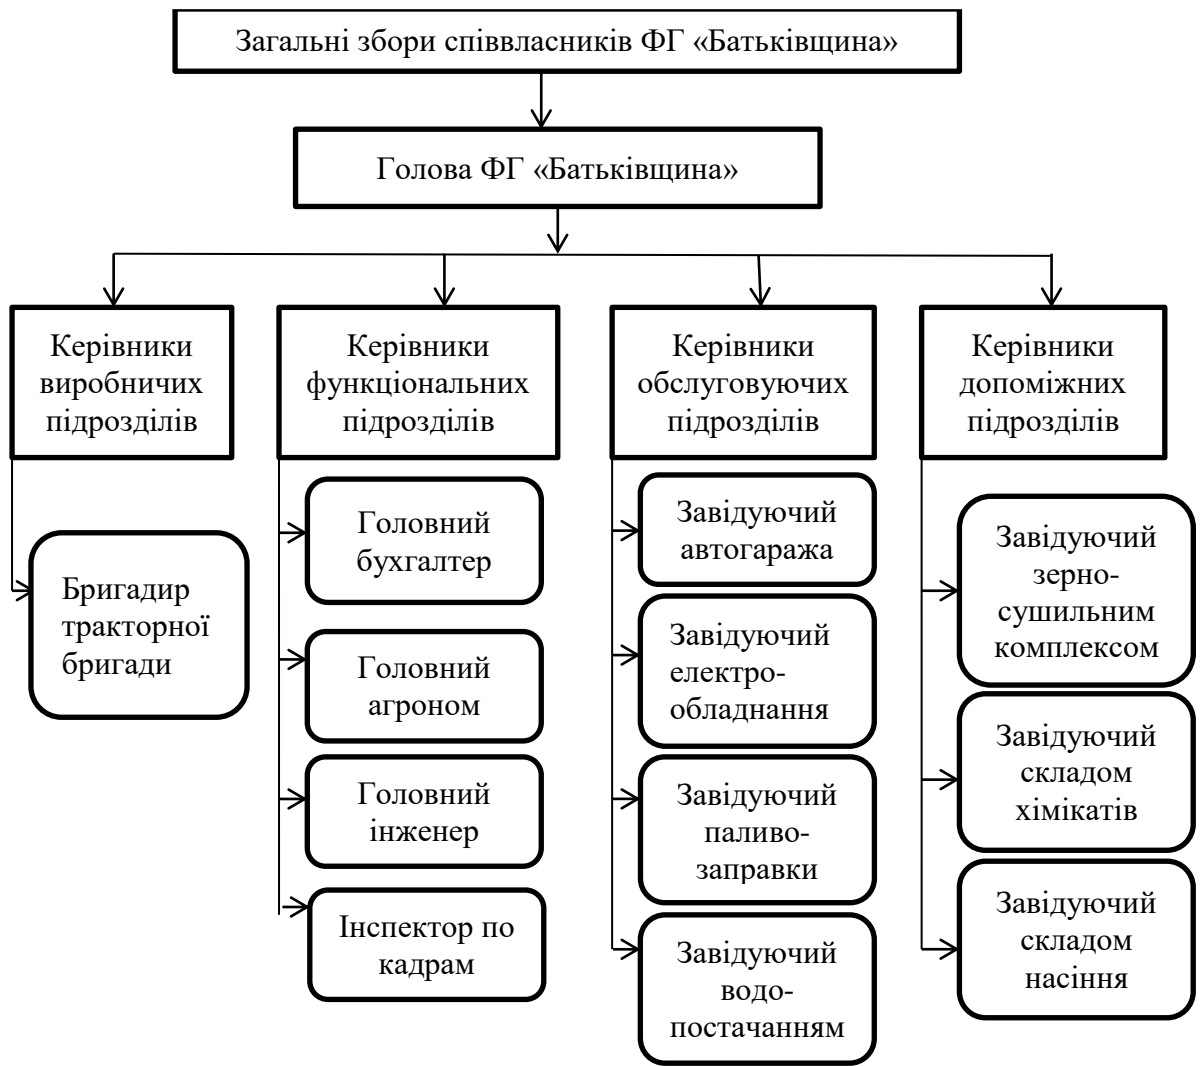 Загальні збори співвласників ФГ «Батьківщина»
Голова ФГ «Батьківщина»
Керівники
виробничих
підрозділів
Бригадир
тракторної
бригади
Керівники
функціональних
підрозділів
Головний
бухгалтер
Головний
агроном
Головний
інженер
Інспектор по
кадрам
Керівники
обслуговуючих
підрозділів
Завідуючий
автогаража
Завідуючий
електро-
обладнання
Завідуючий
паливо-
заправки
Завідуючий
водо-
постачанням
Керівники
допоміжних
підрозділів
Завідуючий
зерно-
сушильним
комплексом
Завідуючий
складом
хімікатів
Завідуючий
складом
насіння